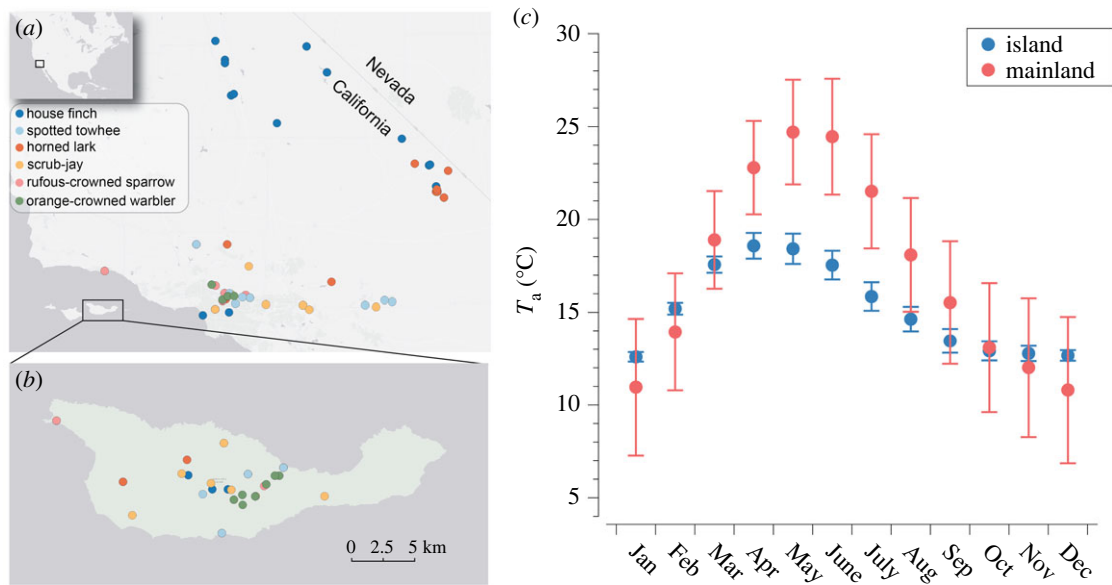 (a)
Nevada
California
house finch
spotted towhee
horned lark
scrub-jay
rufous-crowned sparrow
orange-crowned warbler
(b)
0 2.5 5 km
(c)
island
mainland
30
25
20
15
10
5
Ta (°C)
Jan Feb Mar Apr May June July Aug Sep Oct Nov Dec